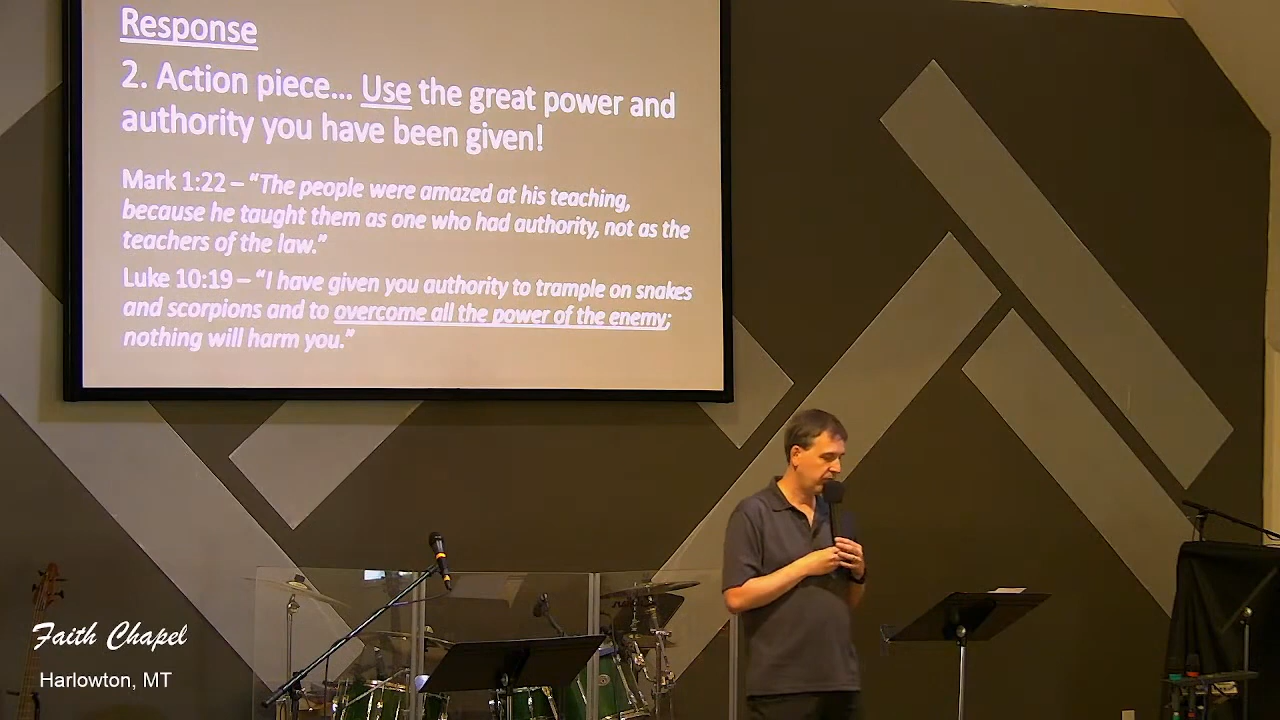 Response
2. Action piece... Use the great power and
authority you have been given!
Mark 1:22 – “The people were amazed at his teaching,
because he taught them as one who had authority, not as the
teachers of the law.”
Luke 10:19 – “I have given you authority to trample on snakes
and scorpions and to overcome all the power of the enemy;
nothing will harm you.”
Faith Chapel
Harlowton, MT